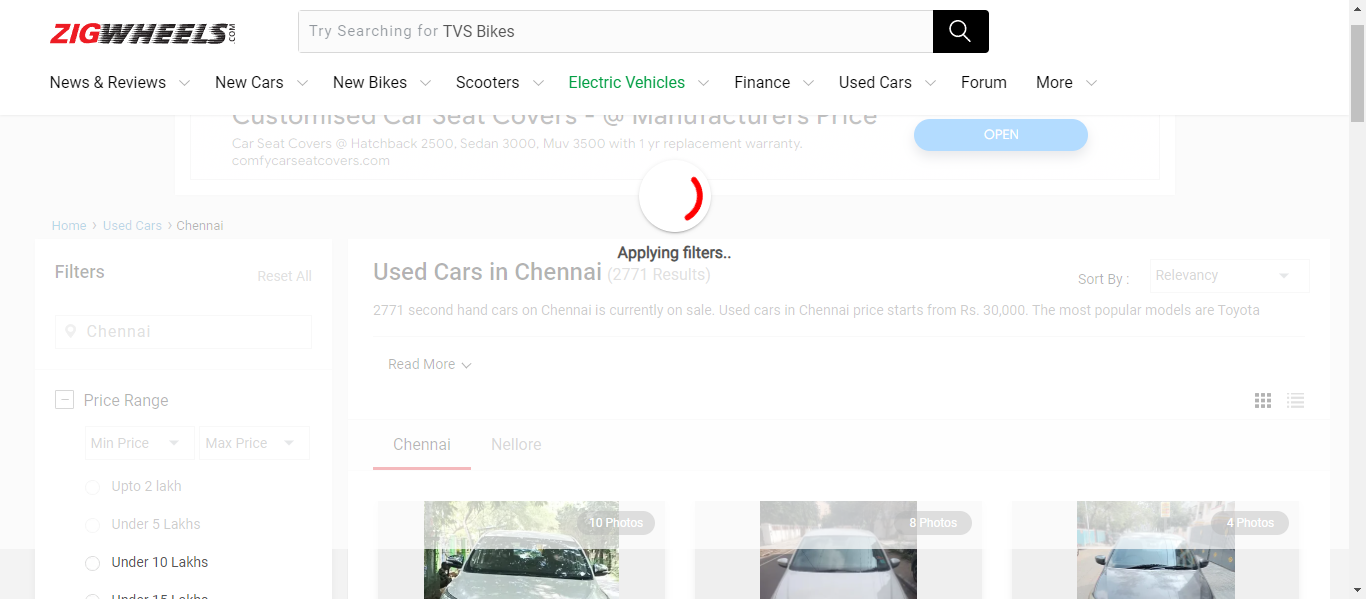 ZIGWHEELS.COM
Try Searching for TVS Bikes
News & Reviews New Cars New Bikes Scooters Electric Vehicles Finance Used Cars Forum More
Customised Car Seat Covers - @ Manufacturers Price
Car Seat Covers @ Hatchback 2500, Sedan 3000, Muv 3500 with 1 yr replacement warranty.
comfycarseatcovers.com
OPEN
Home › Used Cars › Chennai
Applying filters..
Filters
Reset All
Chennai
Price Range
Min Price Max Price
Upto 2 lakh
Under 5 Lakhs
Under 10 Lakhs
Under 15 Lakhs
Used Cars in Chennai (2771 Results)
Sort By : Relevancy
2771 second hand cars on Chennai is currently on sale. Used cars in Chennai price starts from Rs. 30,000. The most popular models are Toyota
Read More
Chennai Nellore
10 Photos 8 Photos 4 Photos